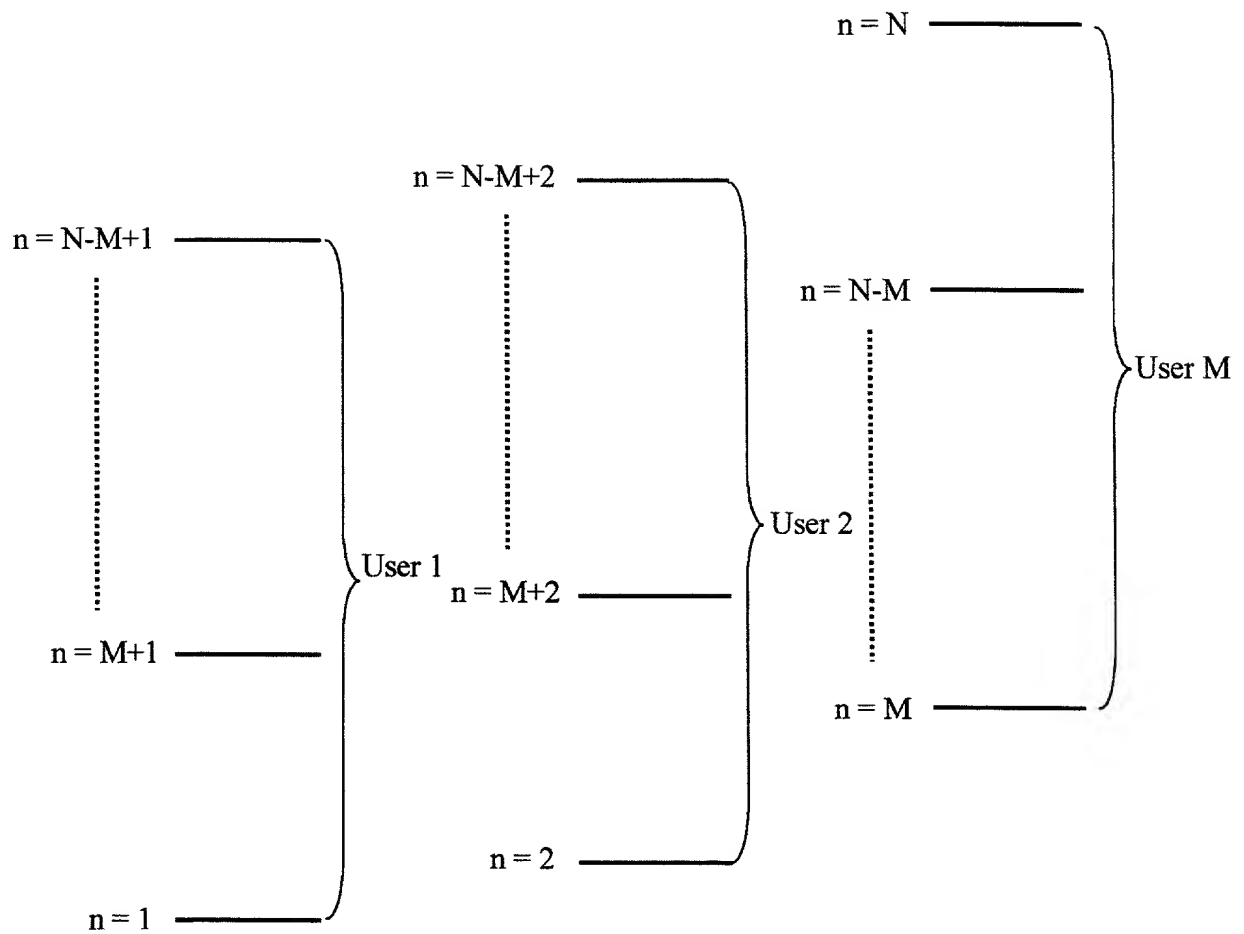 n = N
n = N-M+2
n = N-M+1
n = N-M
User M
User 2
User 1
n = M+2
n = M+1
n = M
n = 2
n = 1